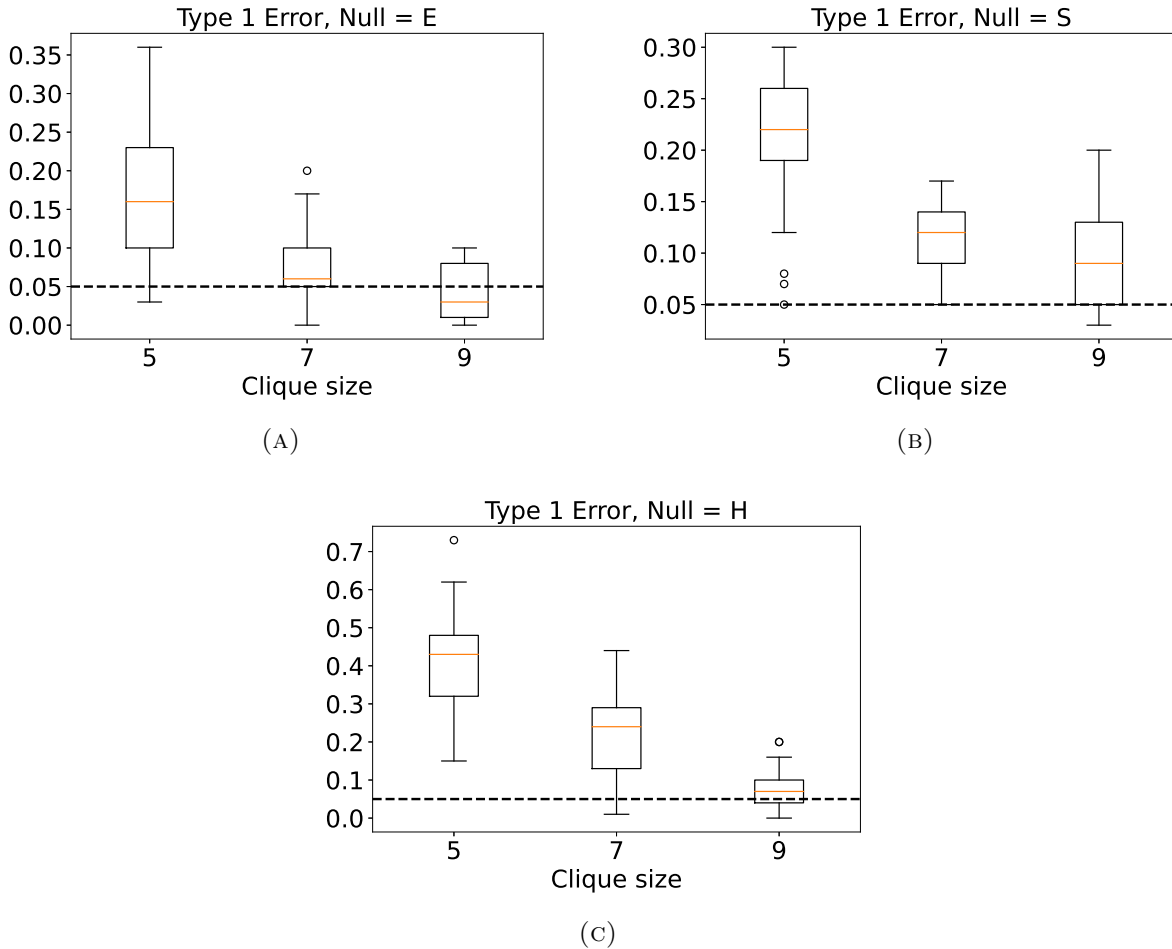 Type 1 Error, Null = E
0.35
0.30
0.25
0.20
0.15
0.10
0.05
0.00
5 7 9
Clique size
(A)
Type 1 Error, Null = S
0.30
0.25
0.20
0.15
0.10
0.05
5 7 9
Clique size
(B)
Type 1 Error, Null = H
0.7
0.6
0.5
0.4
0.3
0.2
0.1
0.0
5 7 9
Clique size
(C)